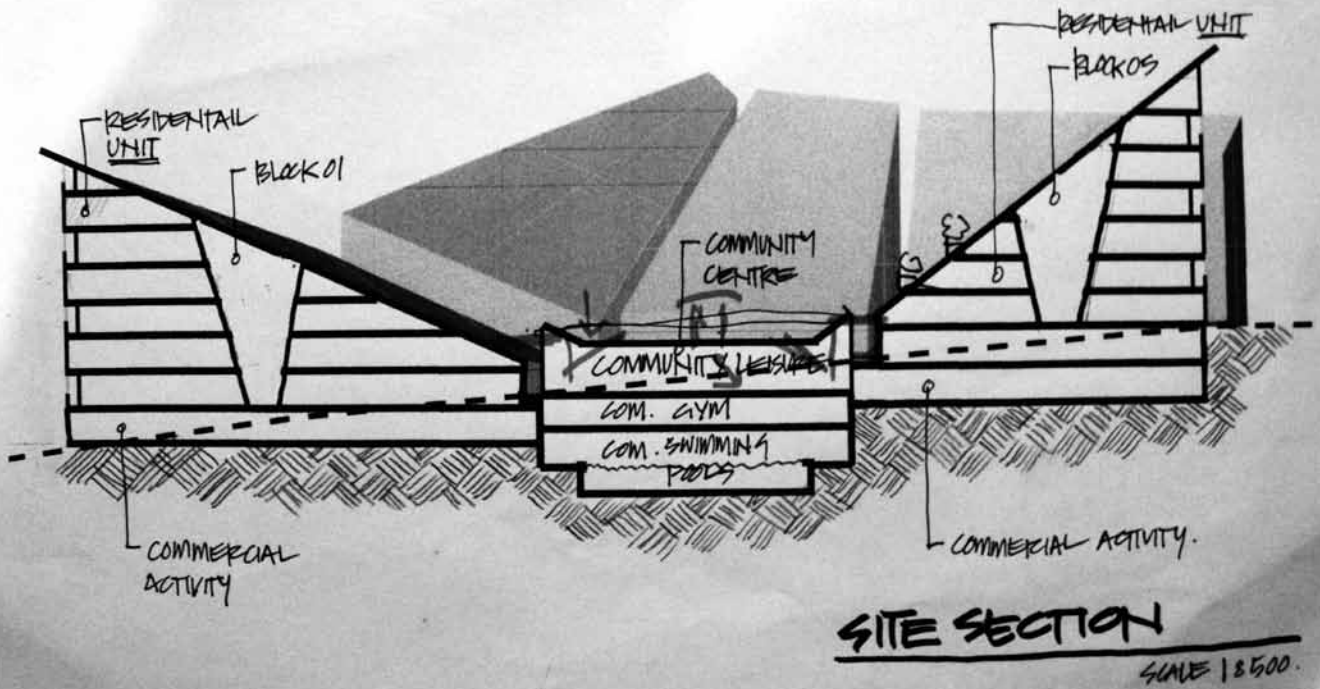 RESIDENTAIL UNIT
BLOCK 05
RESIDENTAIL
UNIT
BLOCK 01
COMMUNITY
CENTRE
COMMUNITY LEISURE
COM. GYM
COM. SWIMMING
POOLS
COMMERCIAL
ACTIVITY
COMMERCIAL ACTIVITY.
SITE SECTION
SCALE 1:8500.